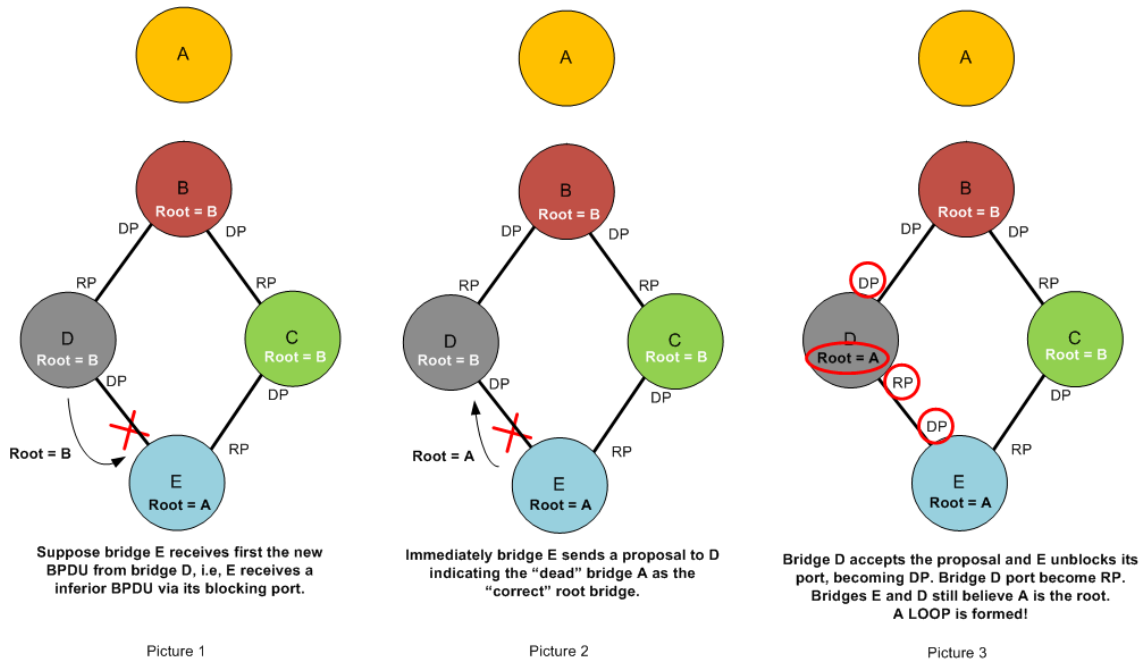 A
B
Root = B
DP
DP
RP
RP
D
Root = B
C
Root = B
DP
DP
Root = B
RP
E
Root = A
Suppose bridge E receives first the new
BPDU from bridge D, i.e, E receives a
inferior BPDU via its blocking port.
Picture 1
A
B
Root = B
DP
DP
RP
RP
D
Root = B
C
Root = B
DP
DP
Root = A
RP
E
Root = A
Immediately bridge E sends a proposal to D
indicating the “dead” bridge A as the
“correct” root bridge.
Picture 2
A
B
Root = B
DP
DP
DP
RP
D
Root = A
C
Root = B
RP
DP
DP
RP
E
Root = A
Bridge D accepts the proposal and E unblocks its
port, becoming DP. Bridge D port become RP.
Bridges E and D still believe A is the root.
A LOOP is formed!
Picture 3